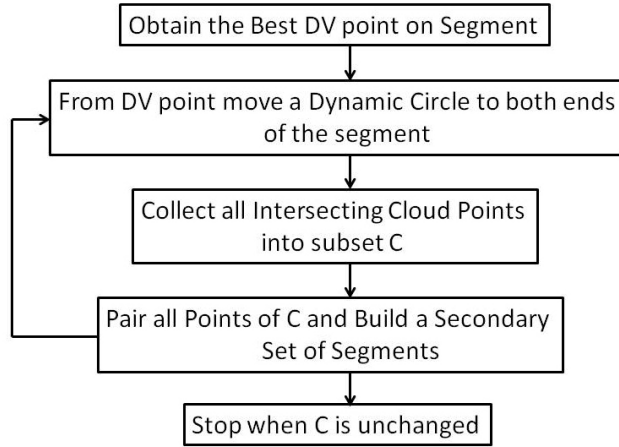 Obtain the Best DV point on Segment
From DV point move a Dynamic Circle to both ends
of the segment
Collect all Intersecting Cloud Points
into subset C
Pair all Points of C and Build a Secondary
Set of Segments
Stop when C is unchanged